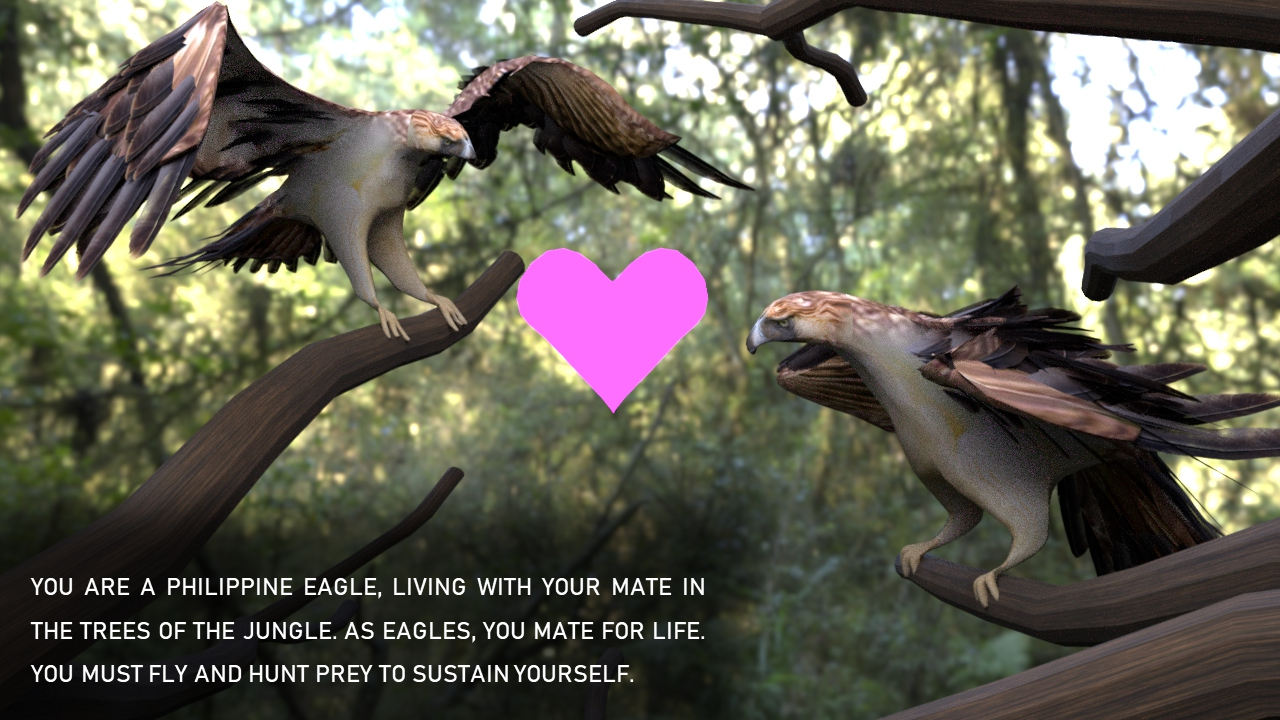 YOU ARE A PHILIPPINE EAGLE, LIVING WITH YOUR MATE IN
THE TREES OF THE JUNGLE. AS EAGLES, YOU MATE FOR LIFE.
YOU MUST FLY AND HUNT PREY TO SUSTAIN YOURSELF.